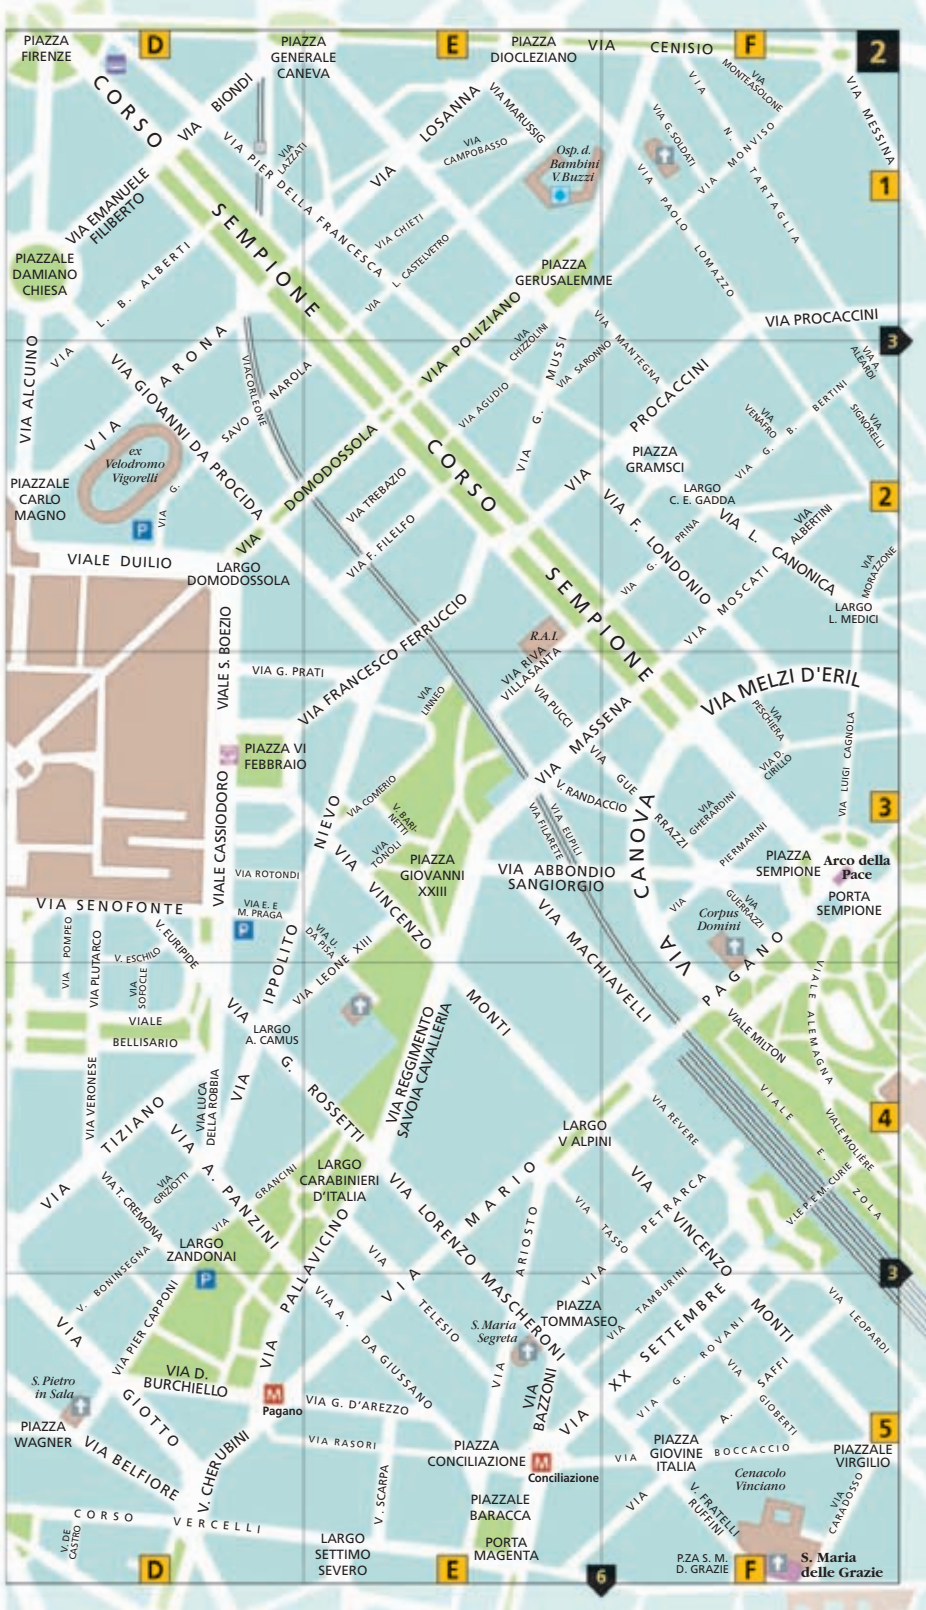 PIAZZA
FIRENZE
D
PIAZZA
GENERALE
CANEVA
E
PIAZZA
DIOCLEZIANO
VIA CENISIO
F
2
CORSO
VIA BIONDI
VIA
LAZZATI
VIA PIER DELLA FRANCESCA
VIA LOSANNA
VIA MARUSSIG
VIA
CAMPOBASSO
Osp. d.
Bambini
V. Buzzi
VIA G. SOLDATI
VIA N. TARTAGLIA
VIA
MONTEASOLONE
VIA MONVISO
VIA MESSINA
1
VIA EMANUELE
FILIBERTO
SEMPIONE
VIA CHIETI
VIA L. CASTELVETRO
VIA PAOLO LOMAZZO
PIAZZALE
DAMIANO
CHIESA
VIA L. B. ALBERTI
PIAZZA
GERUSALEMME
VIA PROCACCINI
3
VIA ALCUINO
VIA ARONA
VIA GIOVANNI DA PROCIDA
VIA CORLEONE
SAVONAROLA
VIA G.
VIA POLIZIANO
VIA
CHIZZOLINI
VIA G. MUSSI
VIA SARONNO
VIA MANTEGNA
VIA AGUDIO
VIA PROCACCINI
VIA A.
ALEARDI
VIA
SIGNORELLI
VIA
VENAFRO
VIA G. B. BERTINI
ex
Velodromo
Vigorelli
PIAZZALE
CARLO
MAGNO
P
VIA DOMODOSSOLA
VIA TREBAZIO
VIA F. FILELFO
CORSO
PIAZZA
GRAMSCI
LARGO
C. E. GADDA
2
VIA F. LONDONIO
VIA G. PRINA
VIA L. CANONICA
VIA
ALBERTINI
VIA MOSCATI
VIA
MORAZZONE
LARGO
L. MEDICI
VIALE DUILIO
LARGO
DOMODOSSOLA
SEMPIONE
R.A.I.
VIALE S. BOEZIO
VIA G. PRATI
VIA FRANCESCO FERRUCCIO
VIA
LINNEO
VIA RIVA
VILLASANTA
VIA PUCCI
VIA MASSENA
VIA MELZI D'ERIL
VIA
PESCHIERA
VIA D.
CIRILLO
VIA LUIGI CAGNOLA
PIAZZA VI
FEBBRAIO
VIALE CASSIODORO
VIA COMERIO
V. BARI-
NETTI
VIA
TONOLI
VIA GUERRAZZI
V. RANDACCIO
VIA EUPILI
VIA FILARETE
VIA CANOVA
VIA
GHERARDINI
PIERMARINI
3
VIA IPPOLITO NIEVO
VIA VINCENZO MONTI
PIAZZA
GIOVANNI
XXIII
VIA ABBONDIO
SANGIORGIO
PIAZZA
SEMPIONE
Arco della
Pace
PORTA
SEMPIONE
VIA ROTONDI
VIA E. E
M. PRAGA
P
VIA SENOFONTE
VIA POMPEO
VIA PLUTARCO
V. EURIPIDE
V. ESCHILO
VIA
SOFOCLE
VIA U.
DA PISA
VIA LEONE XIII
VIA MACHIAVELLI
VIA
GUERRAZZI
Corpus
Domini
VIA PAGANO
VIALE
BELLISARIO
VIA G. ROSSETTI
LARGO
A. CAMUS
VIA REGGIMENTO
SAVOIA CAVALLERIA
VIALE MILTON
VIALE ALEMAGNA
VIA VERONESE
VIA LUCA
DELLA ROBBIA
VIA TIZIANO
VIA A. PANZINI
VIA
GRIZIOTTI
VIA T. CREMONA
VIA GRANCINI
LARGO
CARABINIERI
D'ITALIA
LARGO
V ALPINI
VIA REVERE
4
VIALE E. ZOLA
VIALE MOLIÈRE
V.LE P. E M. CURIE
VIA LORENZO MASCHERONI
VIA MARIO
VIA ARIOSTO
VIA TASSO
VIA PETRARCA
VIA VINCENZO MONTI
LARGO
ZANDONAI
P
V. BONINSEGNA
VIA PIER CAPPONI
VIA PALLAVICINO
VIA TELESIO
VIA A. DA GIUSSANO
3
PIAZZA
TOMMASEO
VIA TAMBURINI
S. Maria
Segreta
VIA XX SETTEMBRE
VIA G. ROVANI
VIA GIOBERTI
A. SAFFI
VIA LEOPARDI
VIA GIOTTO
VIA D.
BURCHIELLO
S. Pietro
in Sala
PIAZZA
WAGNER
M
Pagano
VIA G. D'AREZZO
VIA
BAZZONI
5
VIA BELFIORE
V. CHERUBINI
VIA RASORI
V. SCARPA
PIAZZA
CONCILIAZIONE
M
Conciliazione
VIA BOCCACCIO
PIAZZA
GIOVINE
ITALIA
PIAZZALE
VIRGILIO
Cenacolo
Vinciano
VIA
CARADOSSO
VIA
V. FRATELLI
RUFFINI
PIAZZALE
BARACCA
CORSO VERCELLI
V. DE
CASTRO
LARGO
SETTIMO
SEVERO
PORTA
MAGENTA
P.ZA S. M.
D. GRAZIE
S. Maria
delle Grazie
D
E
6
F